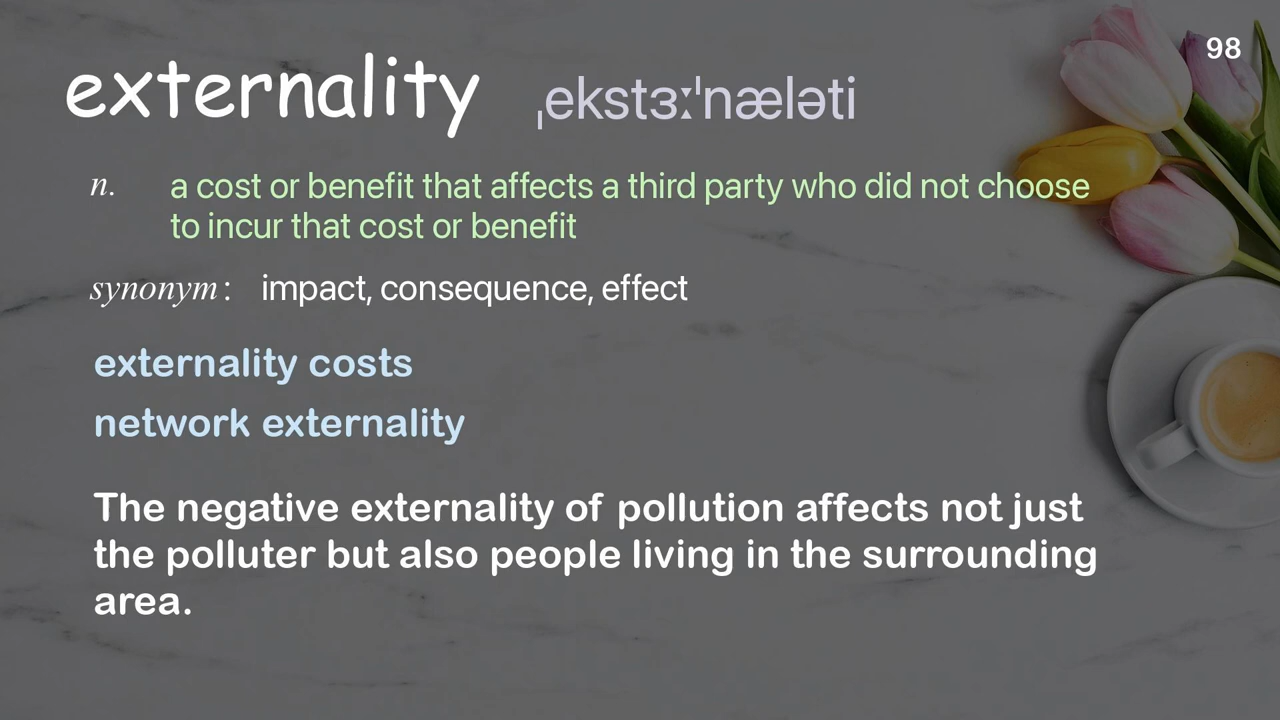 98
externality ˌekstɜːˈnæləti
n. a cost or benefit that affects a third party who did not choose
to incur that cost or benefit
synonym : impact, consequence, effect
externality costs
network externality
The negative externality of pollution affects not just
the polluter but also people living in the surrounding
area.